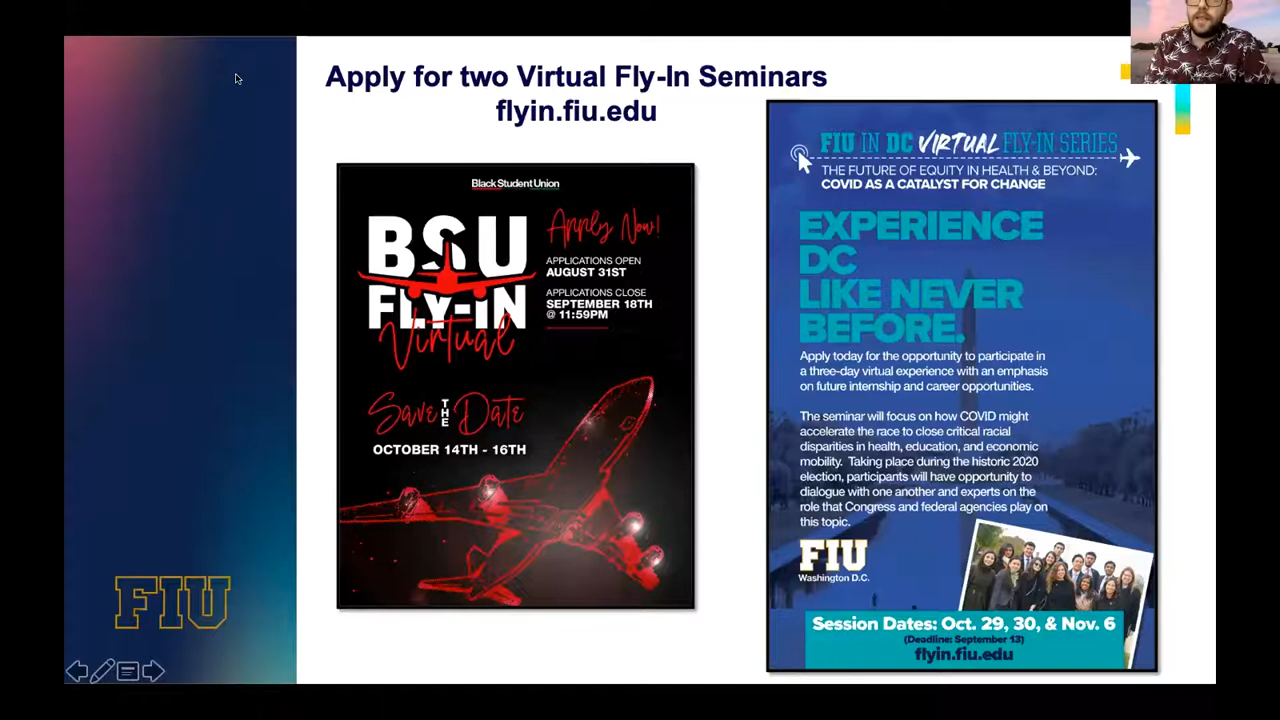 Apply for two Virtual Fly-In Seminars
flyin.fiu.edu
Black Student Union
BSU
FLY-IN
Virtual
Apply Now!
APPLICATIONS OPEN
AUGUST 31ST
APPLICATIONS CLOSE
SEPTEMBER 18TH
@ 11:59PM
Save THE Date
OCTOBER 14TH - 16TH
FIU IN DC VIRTUAL FLY-IN SERIES
THE FUTURE OF EQUITY IN HEALTH & BEYOND:
COVID AS A CATALYST FOR CHANGE
EXPERIENCE
DC
LIKE NEVER
BEFORE.
Apply today for the opportunity to participate in
a three-day virtual experience with an emphasis
on future internship and career opportunities.
The seminar will focus on how COVID might
accelerate the race to close critical racial
disparities in health, education, and economic
mobility. Taking place during the historic 2020
election, participants will have opportunity to
dialogue with one another and experts on the
role that Congress and federal agencies play on
this topic.
FIU
Washington D.C.
Session Dates: Oct. 29, 30, & Nov. 6
(Deadline: September 13)
flyin.fiu.edu
FIU